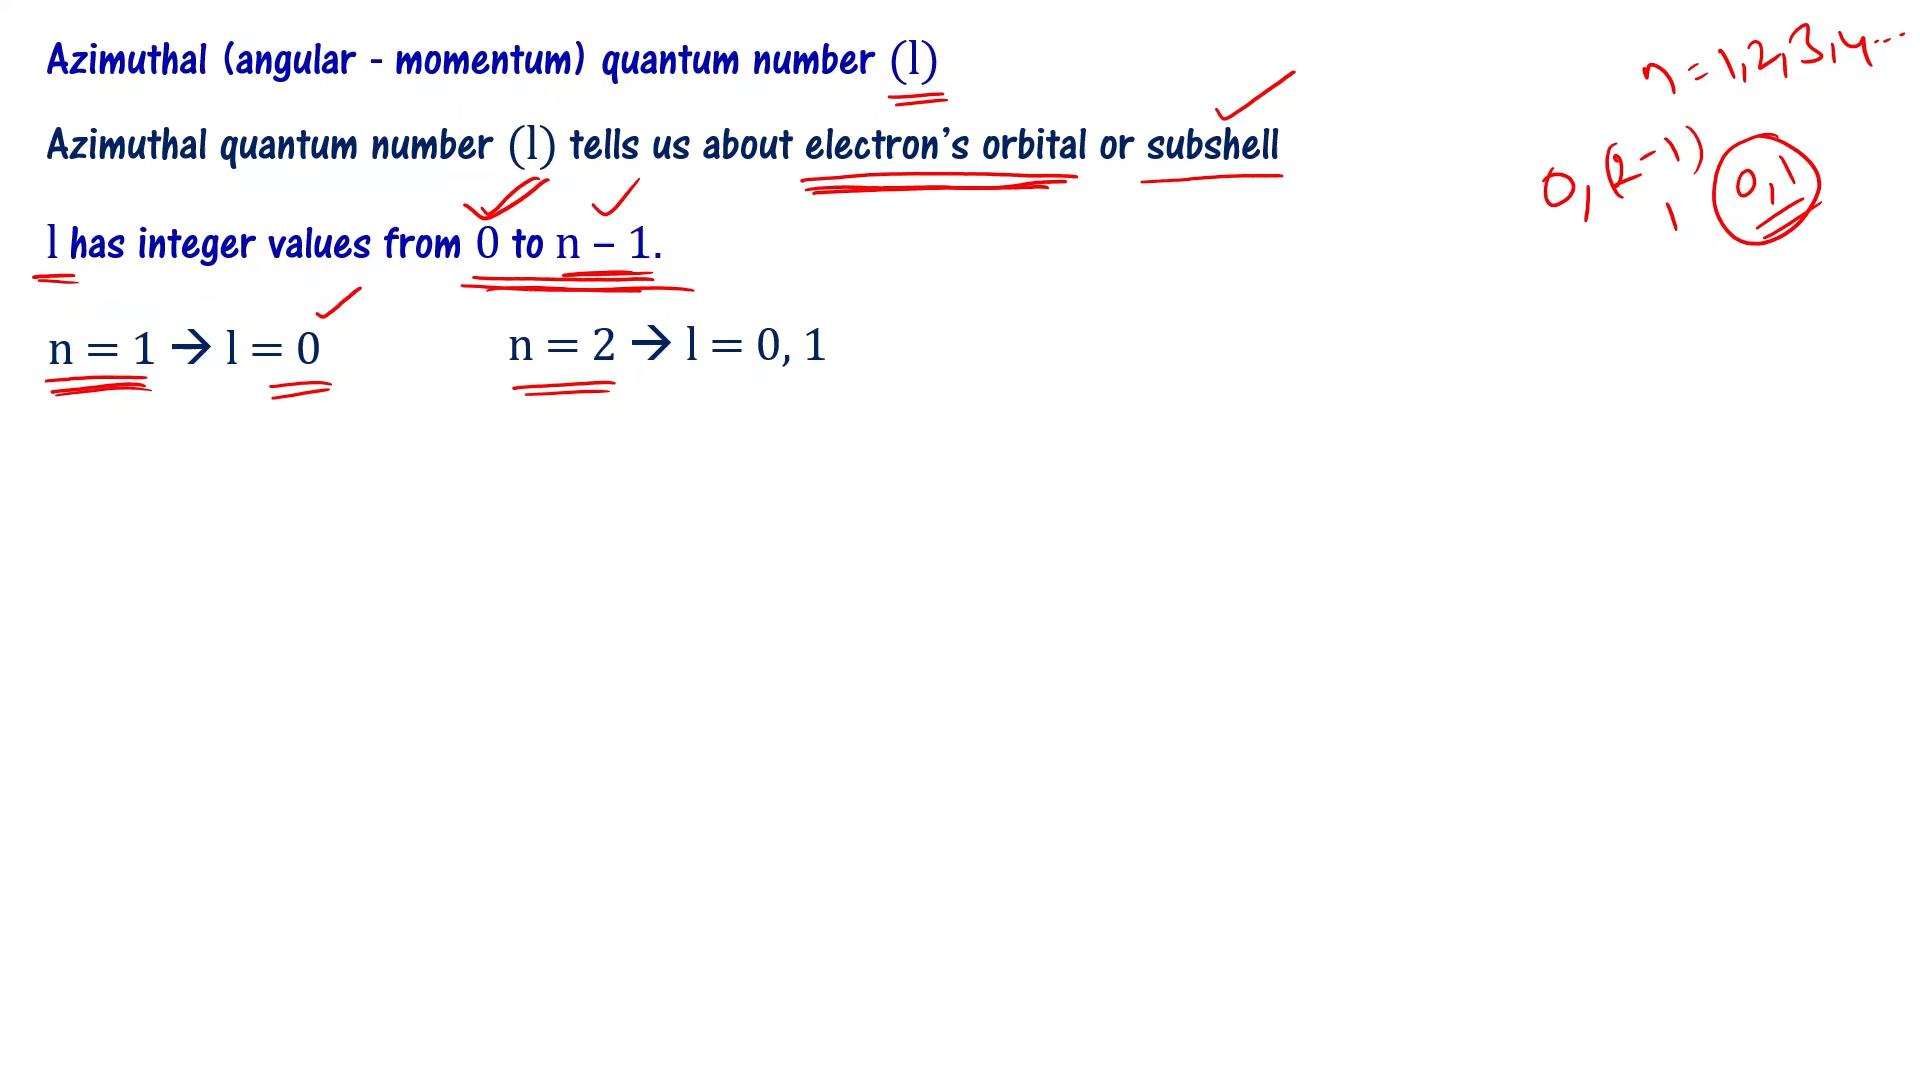 Azimuthal (angular - momentum) quantum number (l)
n = 1, 2, 3, 4 ...
Azimuthal quantum number (l) tells us about electron's orbital or subshell
0, (2-1) 0, 1
1
l has integer values from 0 to n – 1.
n = 1 → l = 0 n = 2 → l = 0, 1